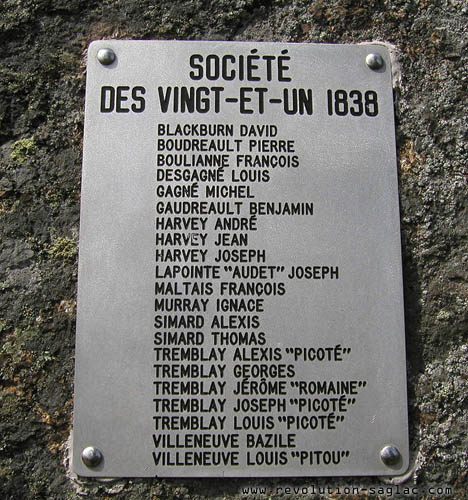 SOCIÉTÉ
DES VINGT-ET-UN 1838
BLACKBURN DAVID
BOUDREAULT PIERRE
BOULIANNE FRANÇOIS
DESGAGNÉ LOUIS
GAGNÉ MICHEL
GAUDREAULT BENJAMIN
HARVEY ANDRÉ
HARVEY JEAN
HARVEY JOSEPH
LAPOINTE "AUDET" JOSEPH
MALTAIS FRANÇOIS
MURRAY IGNACE
SIMARD ALEXIS
SIMARD THOMAS
TREMBLAY ALEXIS "PICOTÉ"
TREMBLAY GEORGES
TREMBLAY JÉRÔME "ROMAINE"
TREMBLAY JOSEPH "PICOTÉ"
TREMBLAY LOUIS "PICOTÉ"
VILLENEUVE BAZILE
VILLENEUVE LOUIS "PITOU"
www.revolution-saglac.com